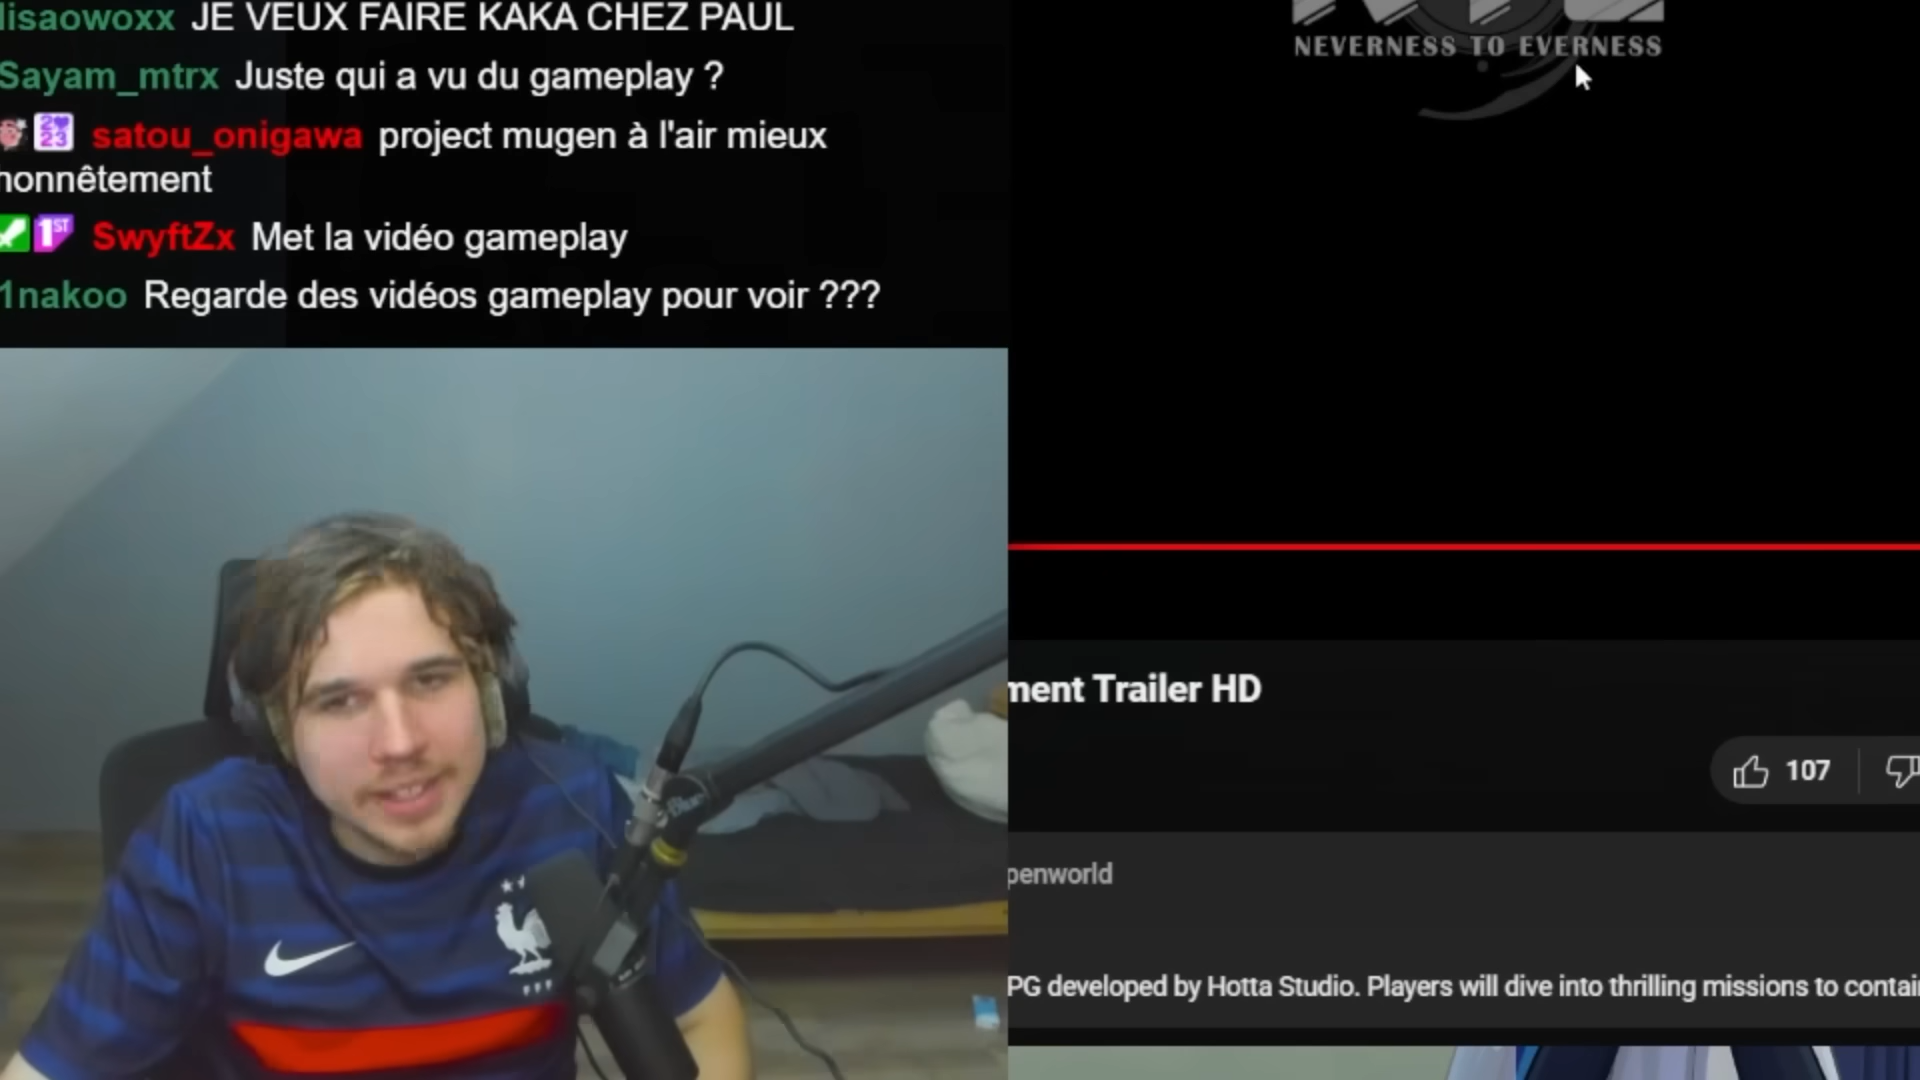 lisaowoxx JE VEUX FAIRE KAKA CHEZ PAUL
Sayam_mtrx Juste qui a vu du gameplay ?
satou_onigawa project mugen à l'air mieux
honnêtement
1ST SwyftZx Met la vidéo gameplay
1nakoo Regarde des vidéos gameplay pour voir ???
NEVERNESS TO EVERNESS
ment Trailer HD
107
penworld
PG developed by Hotta Studio. Players will dive into thrilling missions to contai